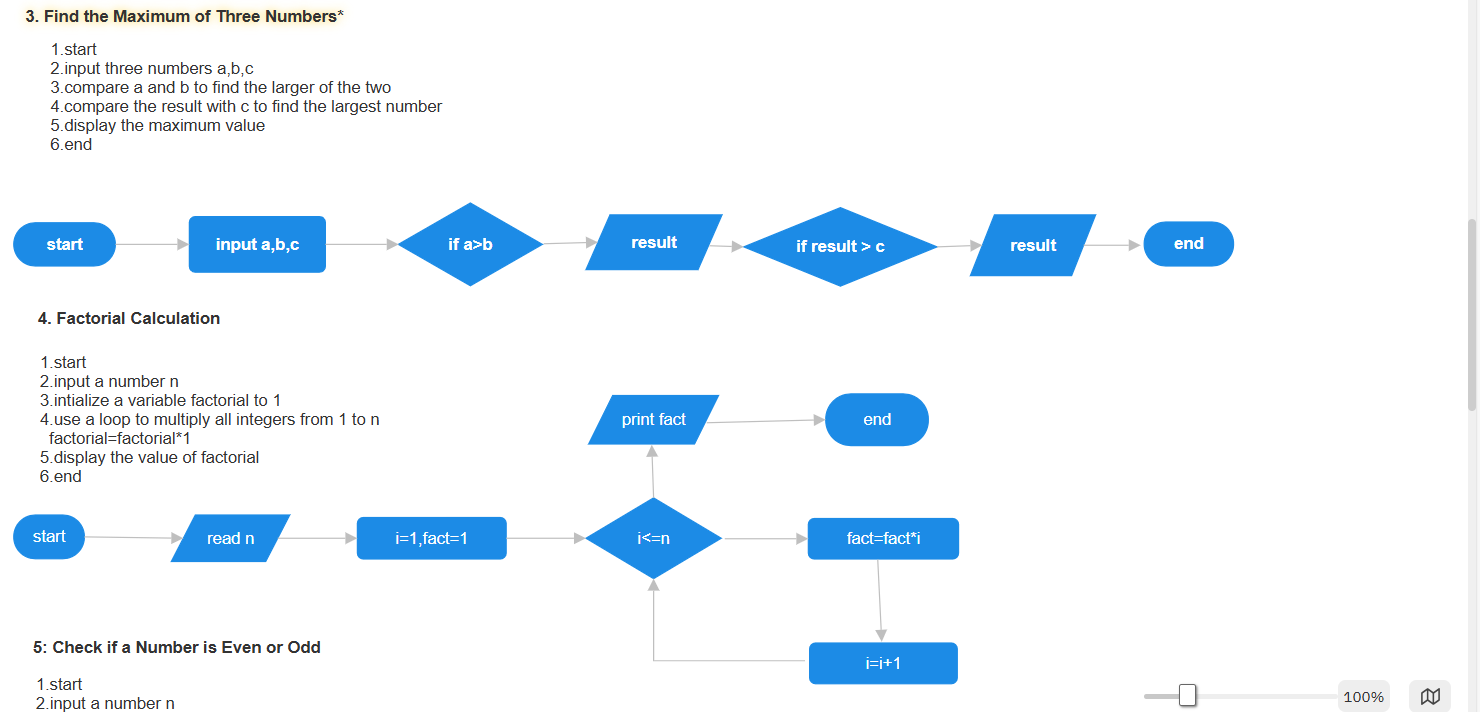 3. Find the Maximum of Three Numbers*
1.start
2.input three numbers a,b,c
3.compare a and b to find the larger of the two
4.compare the result with c to find the largest number
5.display the maximum value
6.end
start
input a,b,c
if a>b
result
if result > c
result
end
4. Factorial Calculation
1.start
2.input a number n
3.intialize a variable factorial to 1
4.use a loop to multiply all integers from 1 to n
factorial=factorial*1
5.display the value of factorial
6.end
print fact
end
start
read n
i=1,fact=1
i<=n
fact=fact*i
i=i+1
5: Check if a Number is Even or Odd
1.start
2.input a number n
100%